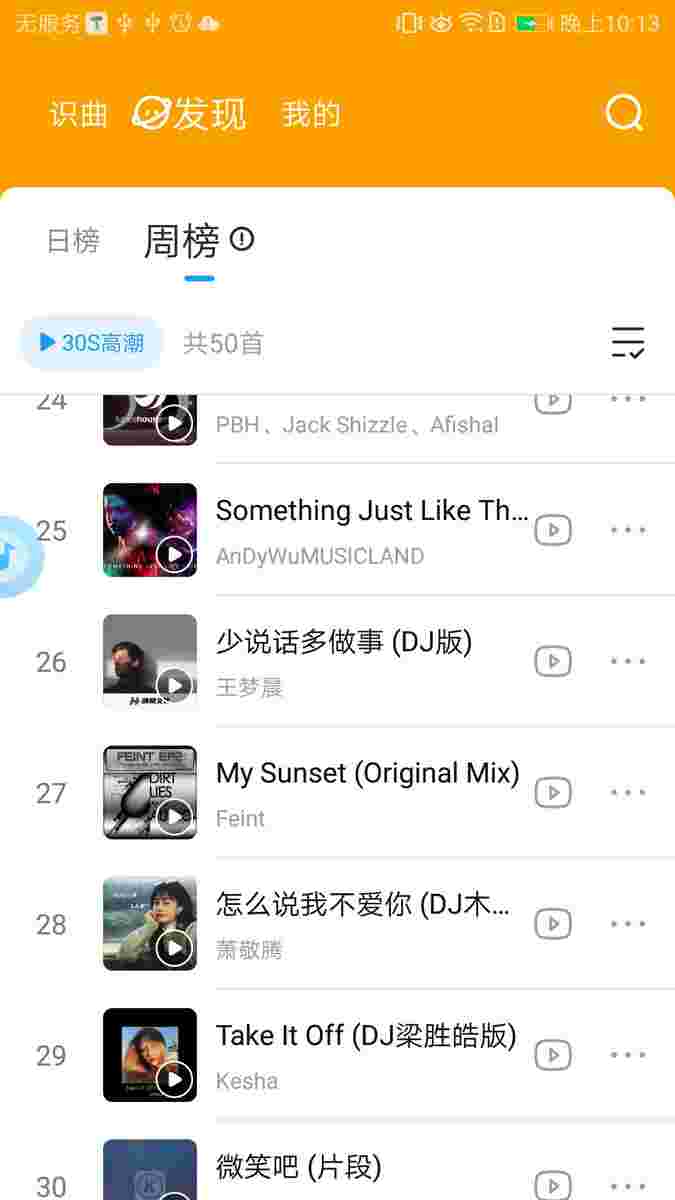 无服务 晚上10:13
识曲 发现 我的
日榜 周榜
30S高潮 共50首
24
PBH、Jack Shizzle、Afishal
25 Something Just Like Th...
AnDyWuMUSICLAND
26 少说话多做事 (DJ版)
王梦晨
FEINT EP2
DIRT
LIES
27 My Sunset (Original Mix)
Feint
28 怎么说我不爱你 (DJ木...
萧敬腾
29 Take It Off (DJ梁胜皓版)
Kesha
30 微笑吧 (片段)